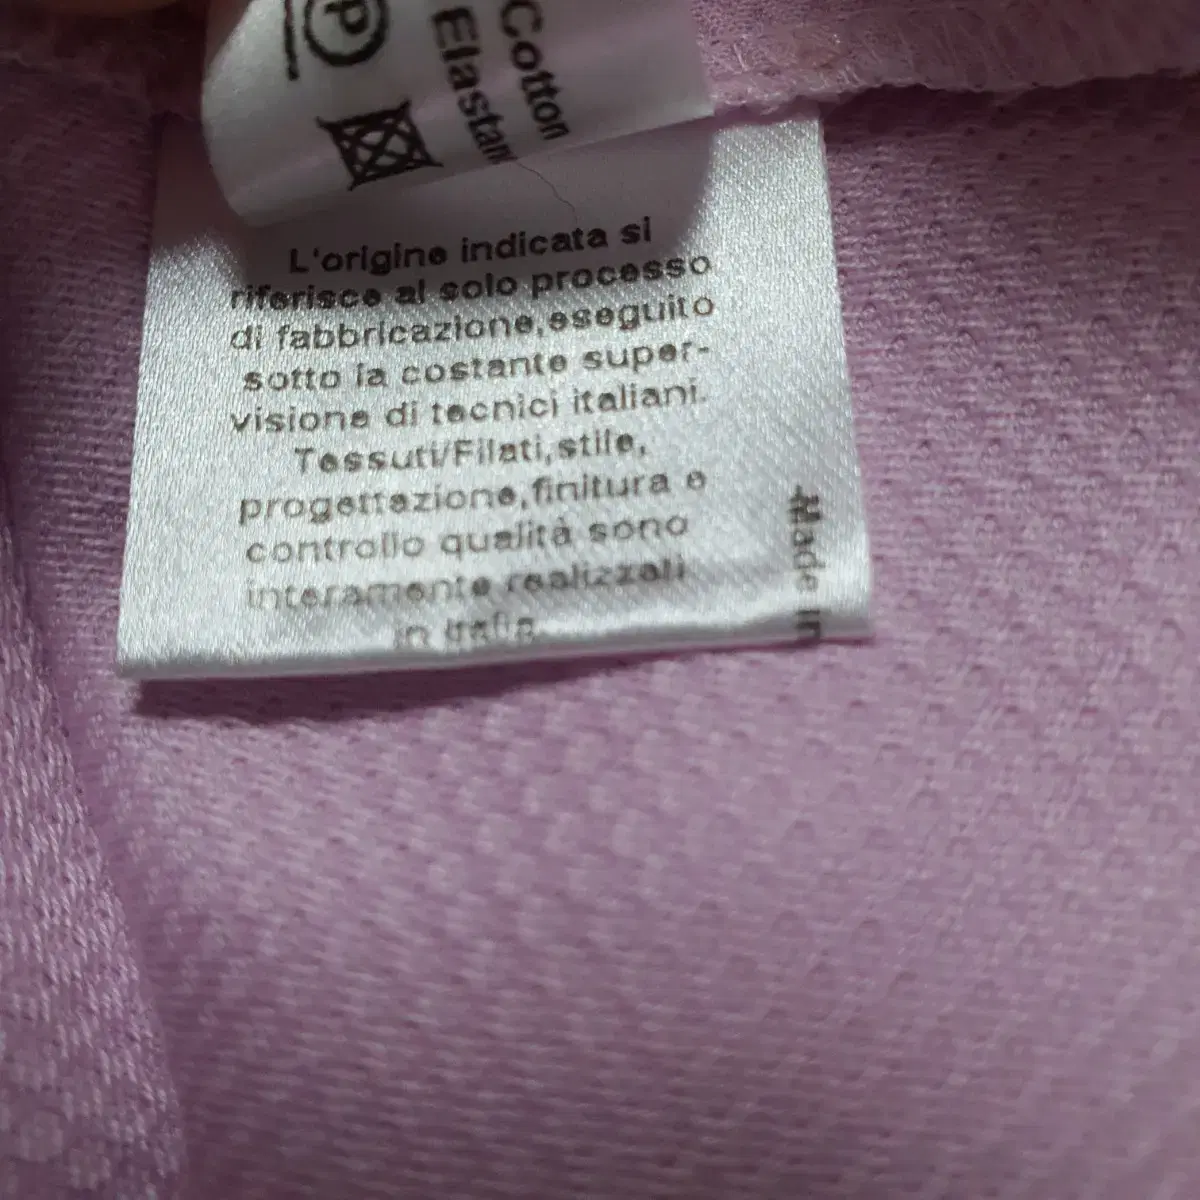 P
Cotton
Elastan
L'origine indicata si
riferisce al solo processo
di fabbricazione,eseguito
sotto la costante super-
visione di tecnici italiani.
Tessuti/Filati,stile,
progettazione,finitura e
controllo qualità sono
interamente realizzati
in Italia.
Made in